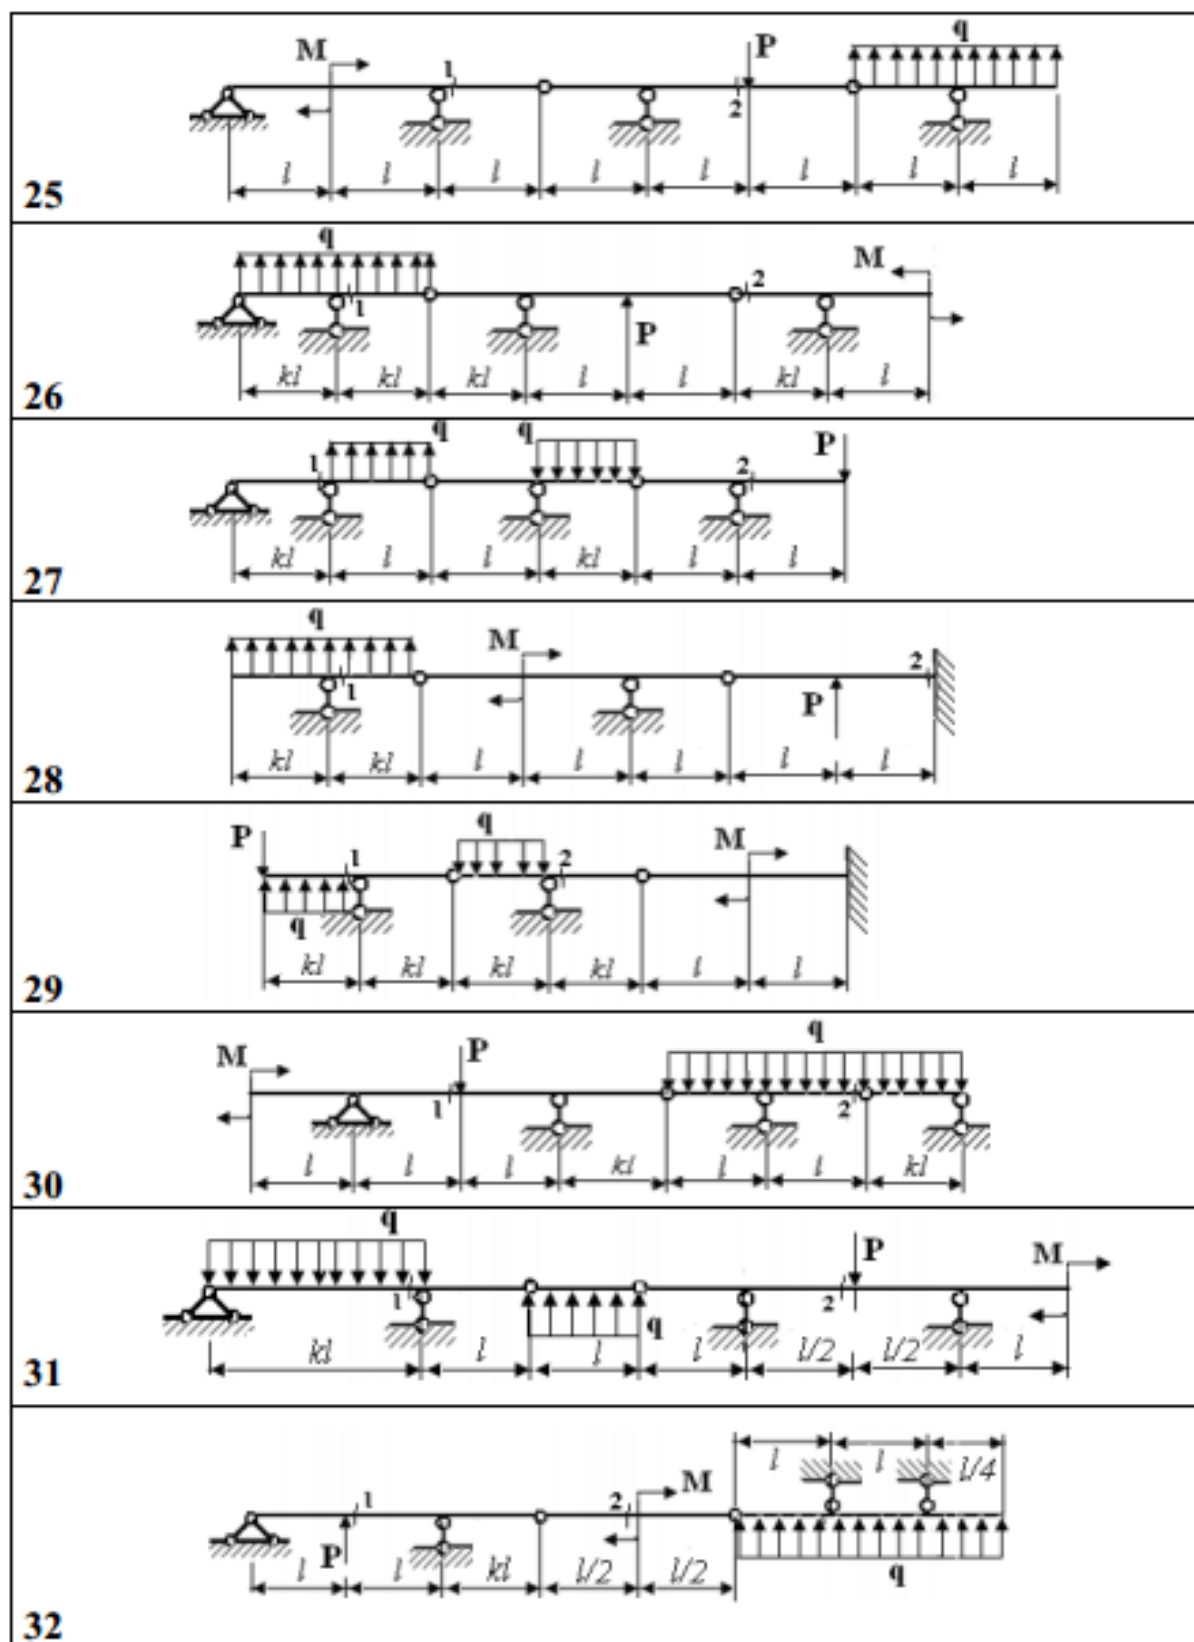 M P q
1 2
l l l l l l l l
25
q M
1 P 2
kl kl kl l l kl l
26
q q P
1 2
kl l l kl l l
27
q M 2
1 P
kl kl l l l l l
28
P q M
1 2
q
kl kl kl kl l l
29
M P q
1 2
l l l kl l l kl
30
q P M
1 q 2
kl l l l l/2 l/2 l
31
l l l/4
1 2 M
P q
l l kl l/2 l/2
32